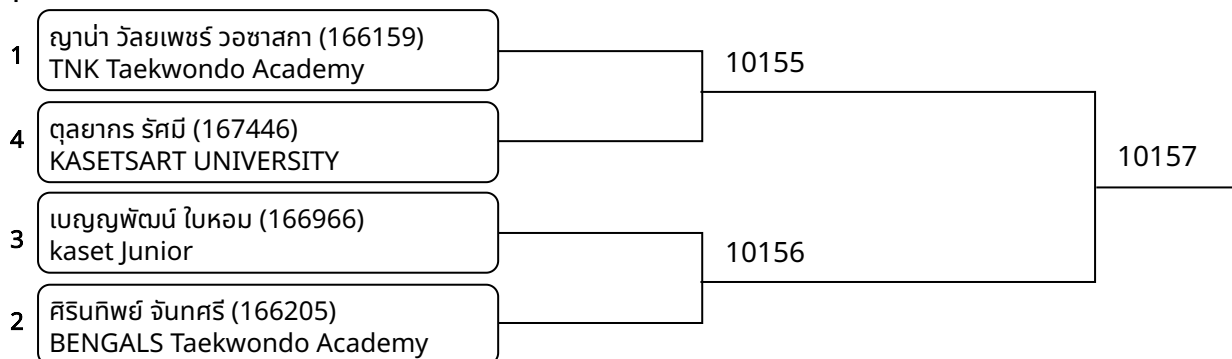 1
ญาน่า วัลยเพชร์ วอซาสกา (166159)
TNK Taekwondo Academy
10155
4
ตุลยากร รัศมี (167446)
KASETSART UNIVERSITY
10157
3
เบญญพัฒน์ ใบหอม (166966)
kaset Junior
10156
2
ศิรินทิพย์ จันทศรี (166205)
BENGALS Taekwondo Academy